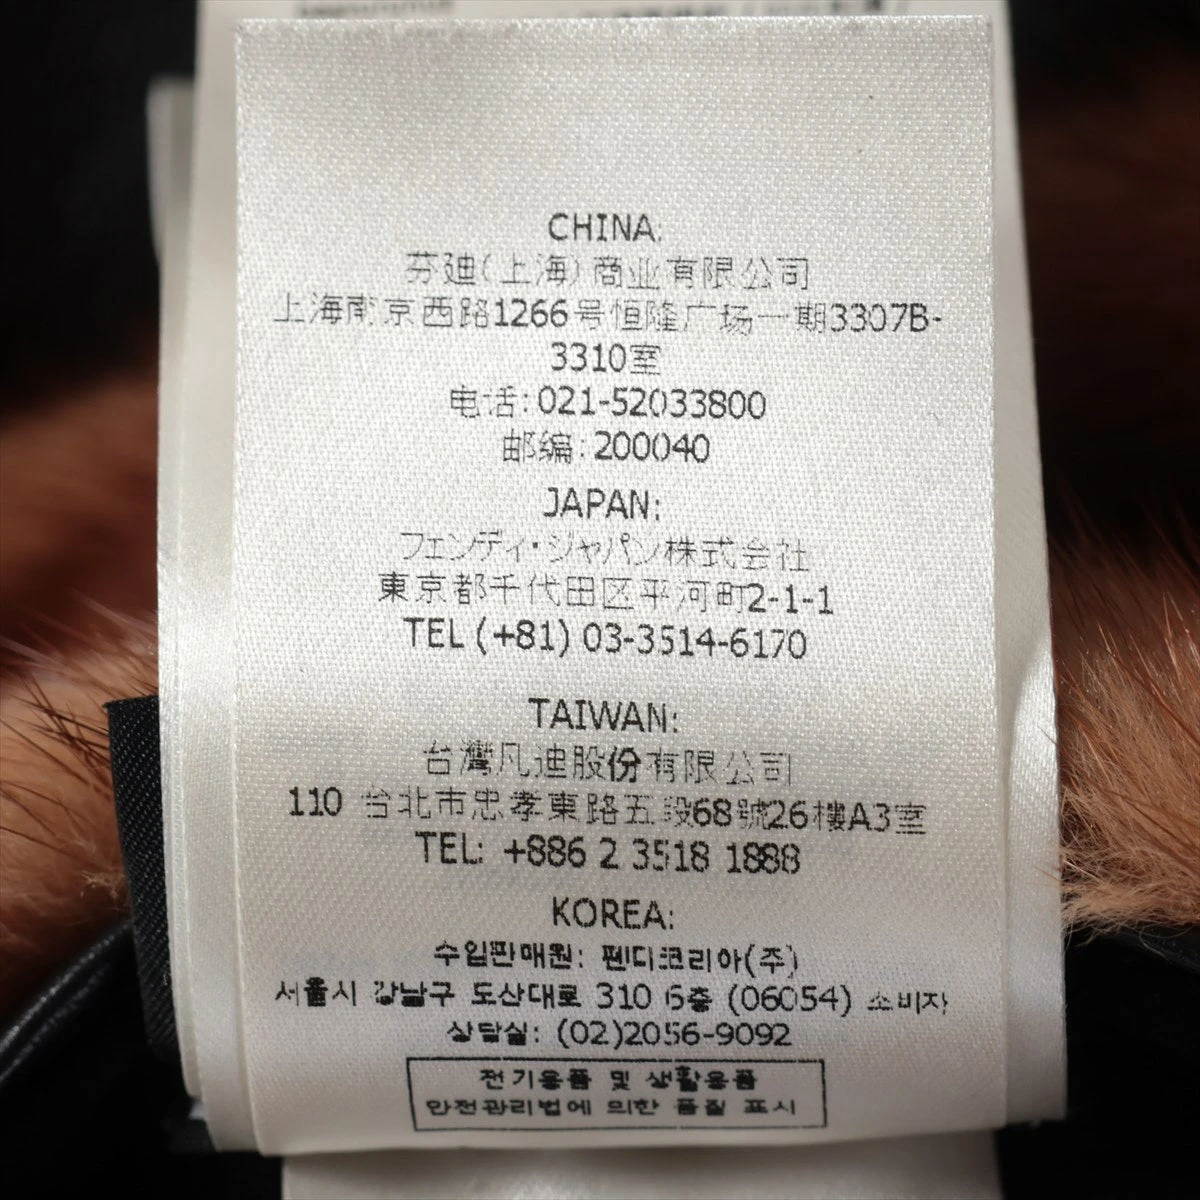 CHINA:
芬迪(上海)商业有限公司
上海南京西路1266号恒隆广场一期3307B-
3310室
电话: 021-52033800
邮编: 200040
JAPAN:
フェンディ・ジャパン株式会社
東京都千代田区平河町2-1-1
TEL (+81) 03-3514-6170
TAIWAN:
台灣凡迪股份有限公司
110 台北市忠孝東路五段68號26樓A3室
TEL: +886 2 3518 1888
KOREA:
수입판매원: 펜디코리아(주)
서울시 강남구 도산대로 310 6층 (06054) 소비자
상담실: (02)2056-9092
전기용품 및 생활용품
안전관리법에 의한 품질 표시